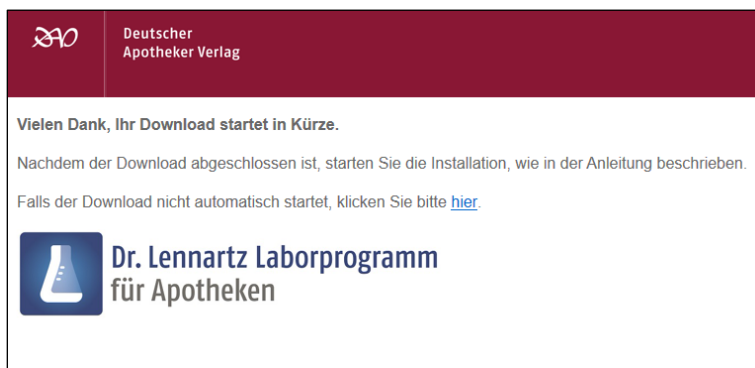 DAV
Deutscher
Apotheker Verlag
Vielen Dank, Ihr Download startet in Kürze.
Nachdem der Download abgeschlossen ist, starten Sie die Installation, wie in der Anleitung beschrieben.
Falls der Download nicht automatisch startet, klicken Sie bitte hier.
Dr. Lennartz Laborprogramm
für Apotheken